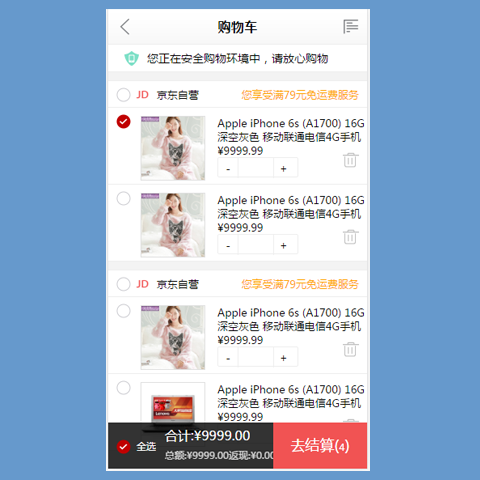 购物车
您正在安全购物环境中，请放心购物
JD 京东自营 您享受满79元免运费服务
Apple iPhone 6s (A1700) 16G
深空灰色 移动联通电信4G手机
¥9999.99
- +
Apple iPhone 6s (A1700) 16G
深空灰色 移动联通电信4G手机
¥9999.99
- +
JD 京东自营 您享受满79元免运费服务
Apple iPhone 6s (A1700) 16G
深空灰色 移动联通电信4G手机
¥9999.99
- +
Apple iPhone 6s (A1700) 16G
深空灰色 移动联通电信4G手机
¥9999.99
全选
合计:¥9999.00
总额:¥9999.00返现:¥0.00
去结算(4)